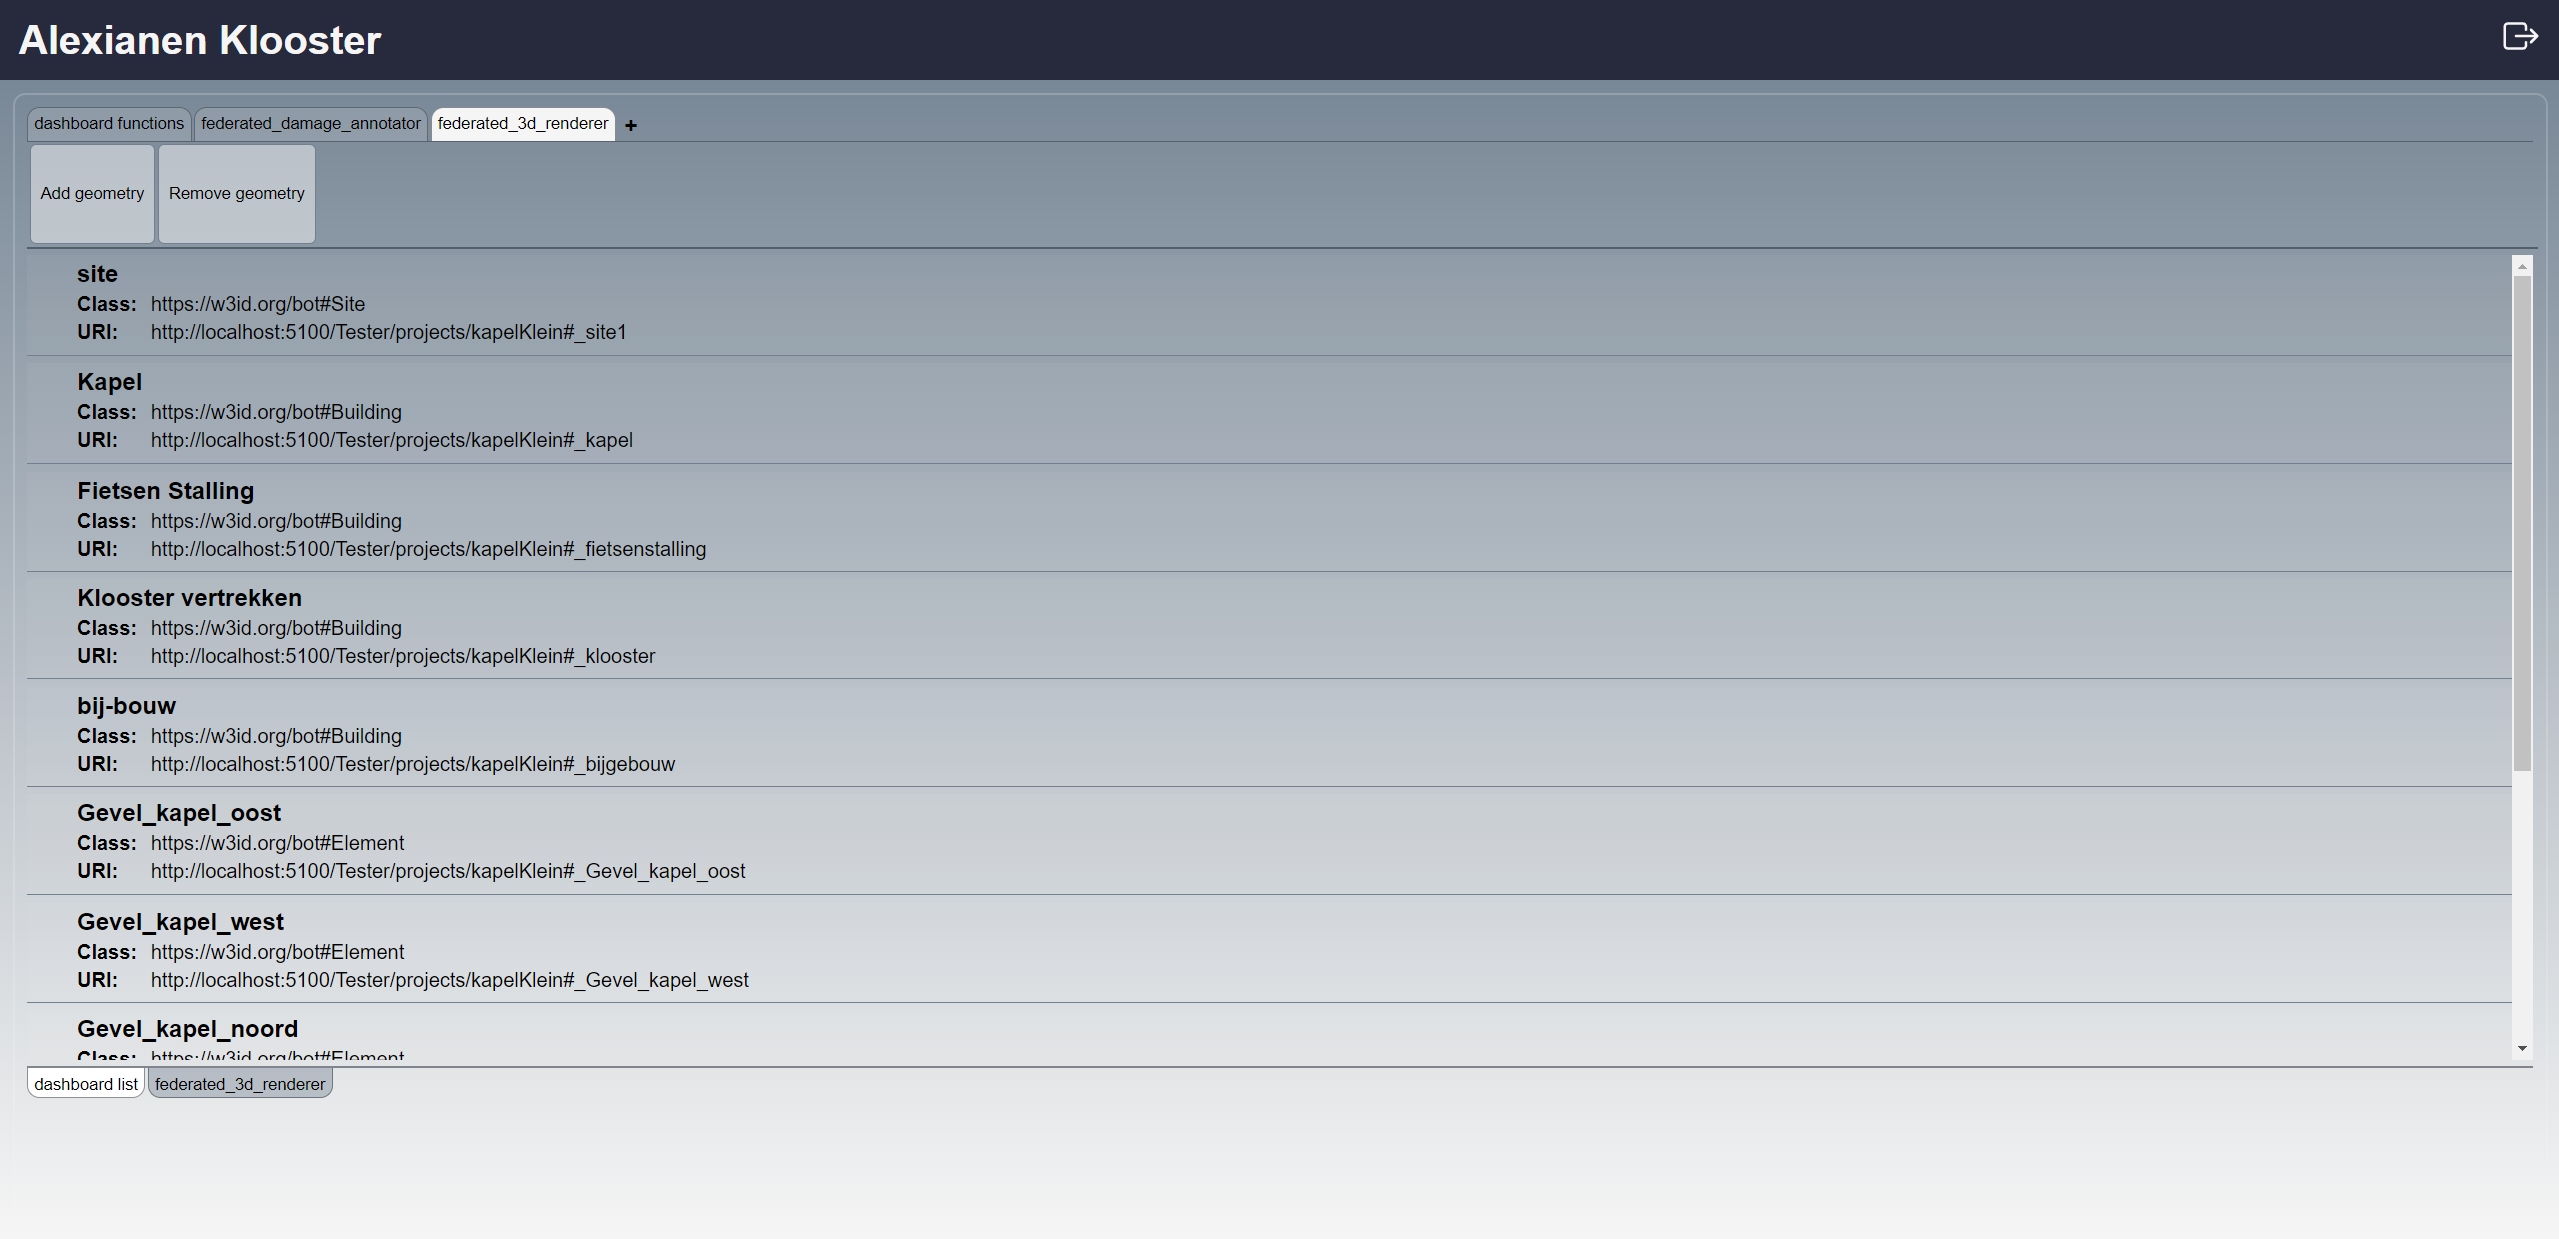 Alexianen Klooster
dashboard functions federated_damage_annotator federated_3d_renderer +
Add geometry Remove geometry
site
Class: https://w3id.org/bot#Site
URI: http://localhost:5100/Tester/projects/kapelKlein#_site1
Kapel
Class: https://w3id.org/bot#Building
URI: http://localhost:5100/Tester/projects/kapelKlein#_kapel
Fietsen Stalling
Class: https://w3id.org/bot#Building
URI: http://localhost:5100/Tester/projects/kapelKlein#_fietsenstalling
Klooster vertrekken
Class: https://w3id.org/bot#Building
URI: http://localhost:5100/Tester/projects/kapelKlein#_klooster
bij-bouw
Class: https://w3id.org/bot#Building
URI: http://localhost:5100/Tester/projects/kapelKlein#_bijgebouw
Gevel_kapel_oost
Class: https://w3id.org/bot#Element
URI: http://localhost:5100/Tester/projects/kapelKlein#_Gevel_kapel_oost
Gevel_kapel_west
Class: https://w3id.org/bot#Element
URI: http://localhost:5100/Tester/projects/kapelKlein#_Gevel_kapel_west
Gevel_kapel_noord
Class: https://w3id.org/bot#Element
dashboard list federated_3d_renderer